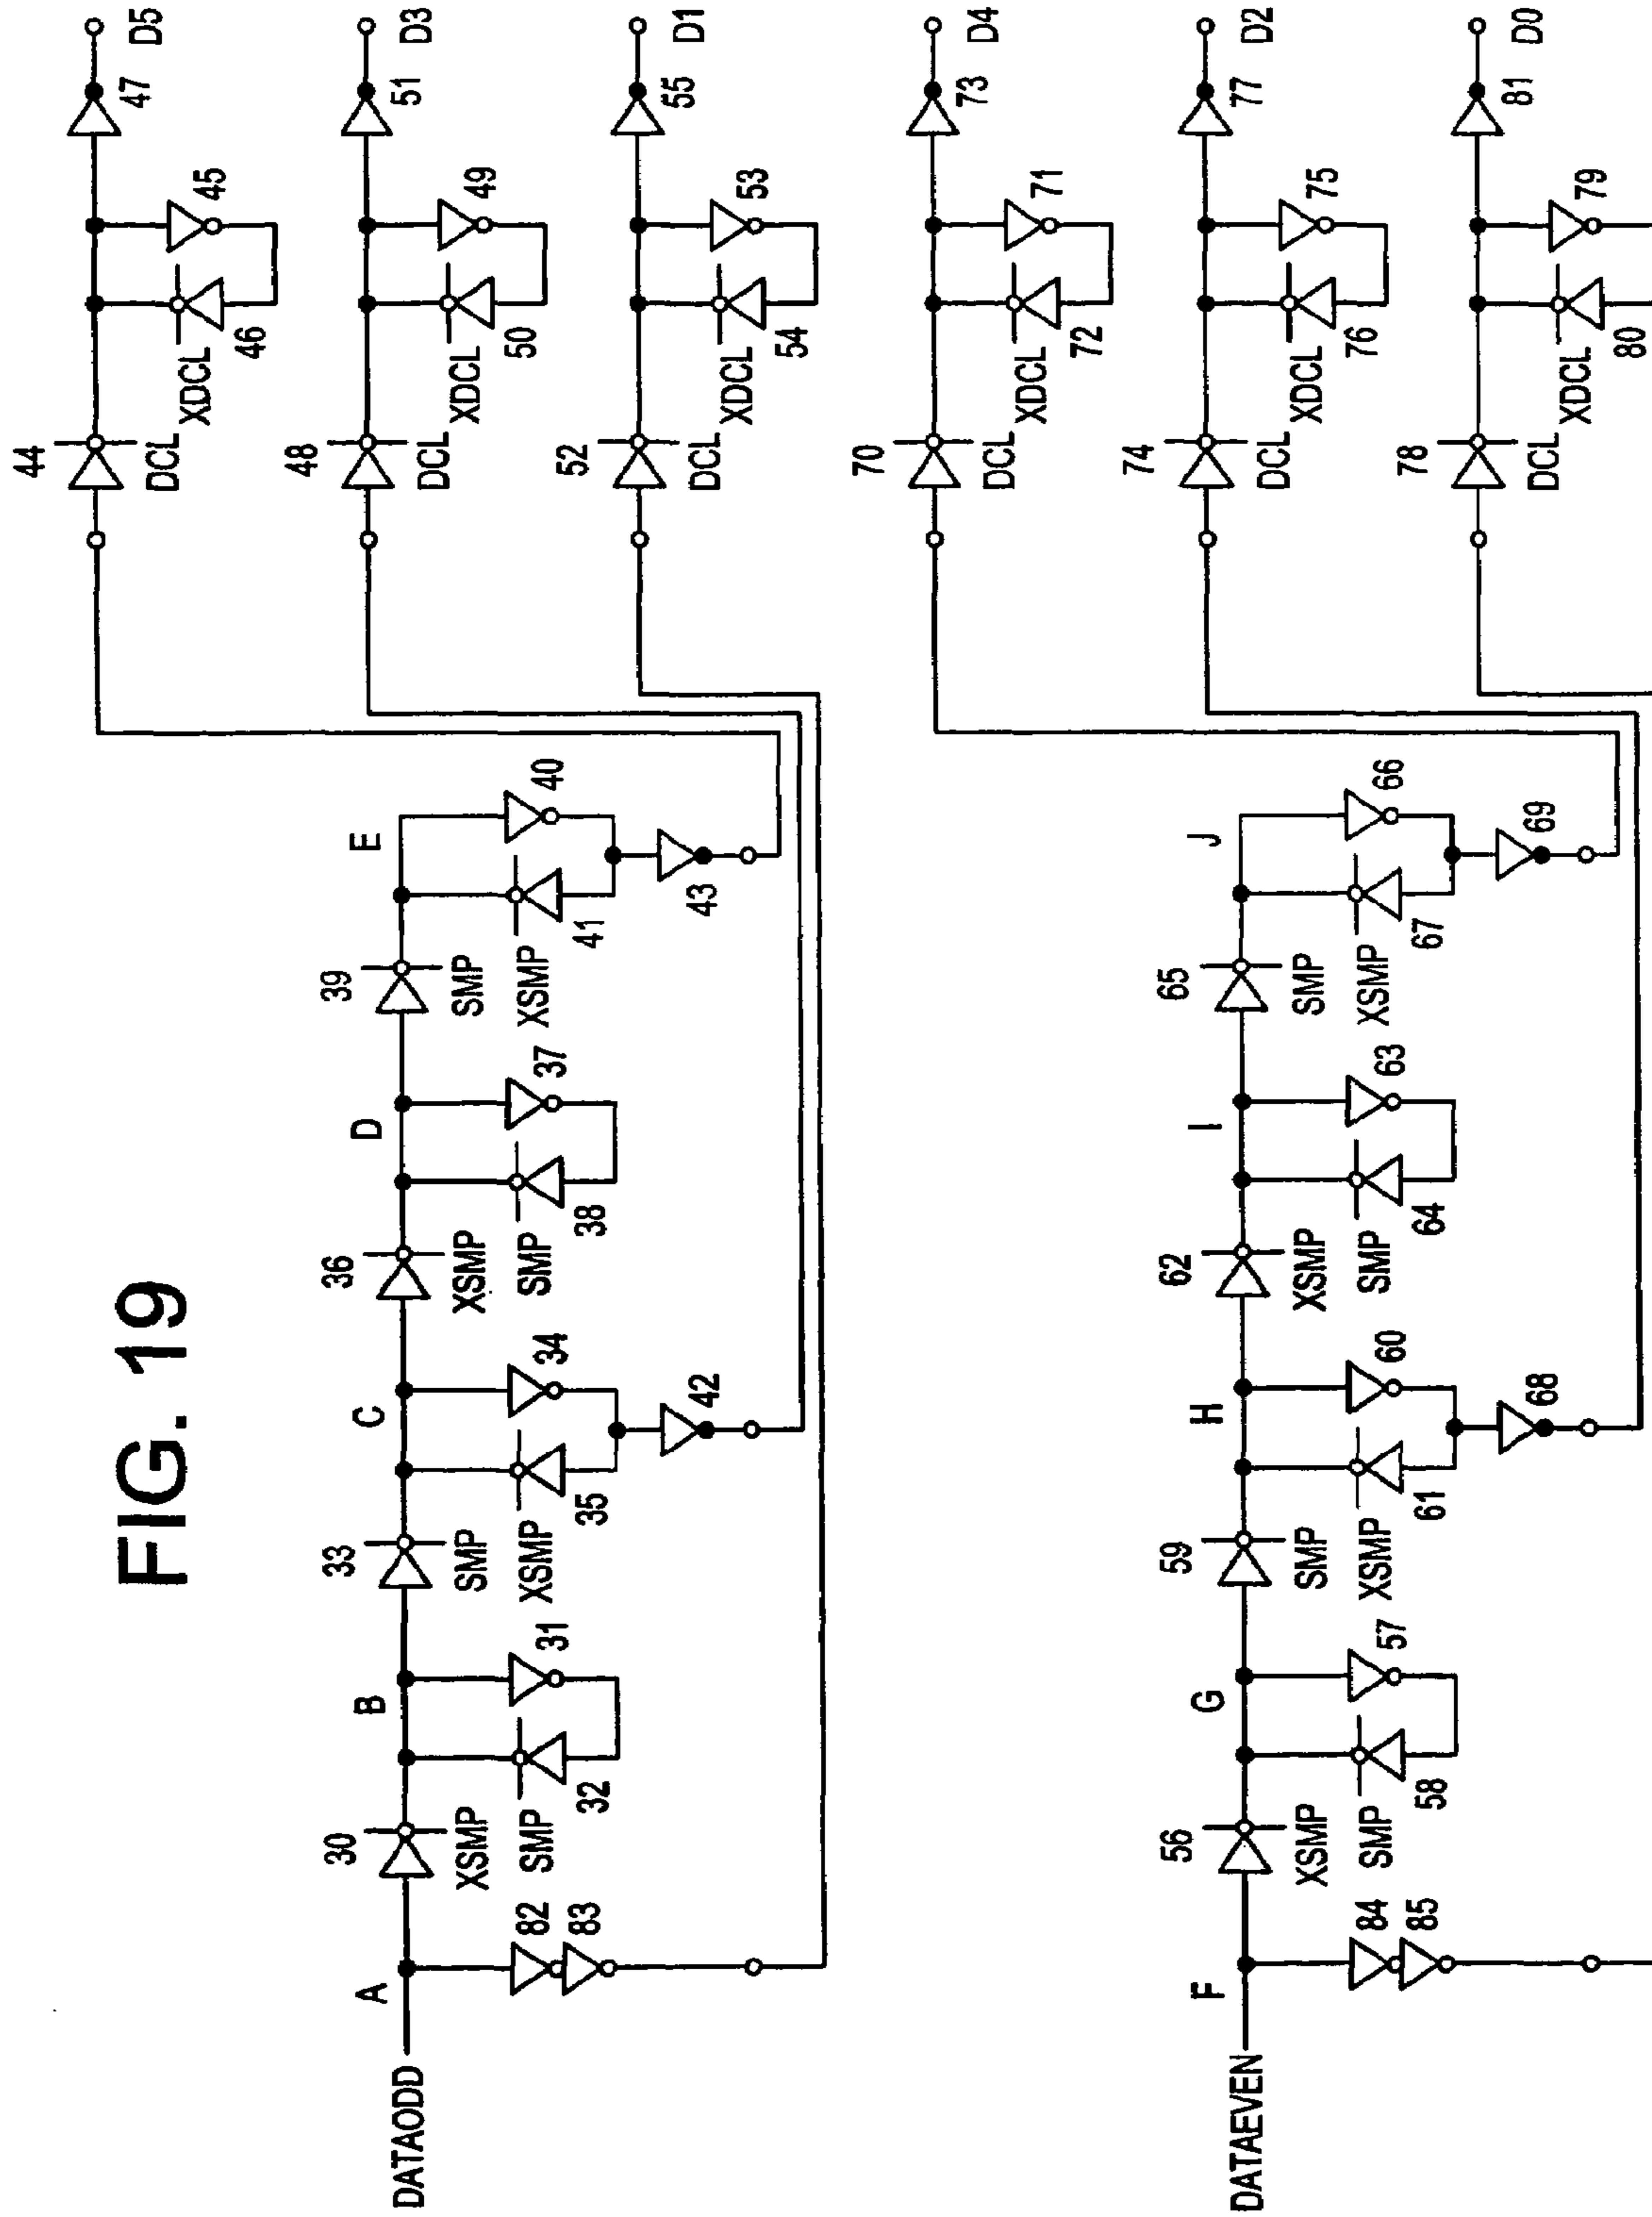 FIG. 19
44
DCL
XDCL
46
45
47
D5
48
DCL
XDCL
50
49
51
D3
52
DCL
XDCL
54
53
55
D1
DATAODD
A
82
83
30
XSMP
SMP
32
B
31
33
SMP
XSMP
35
C
34
42
36
XSMP
SMP
38
D
37
39
SMP
XSMP
41
E
40
43
70
DCL
XDCL
72
71
73
D4
74
DCL
XDCL
76
75
77
D2
78
DCL
XDCL
80
79
81
D0
DATAEVEN
F
84
85
56
XSMP
SMP
58
G
57
59
SMP
XSMP
61
H
60
68
62
XSMP
SMP
64
I
63
65
SMP
XSMP
67
J
66
69